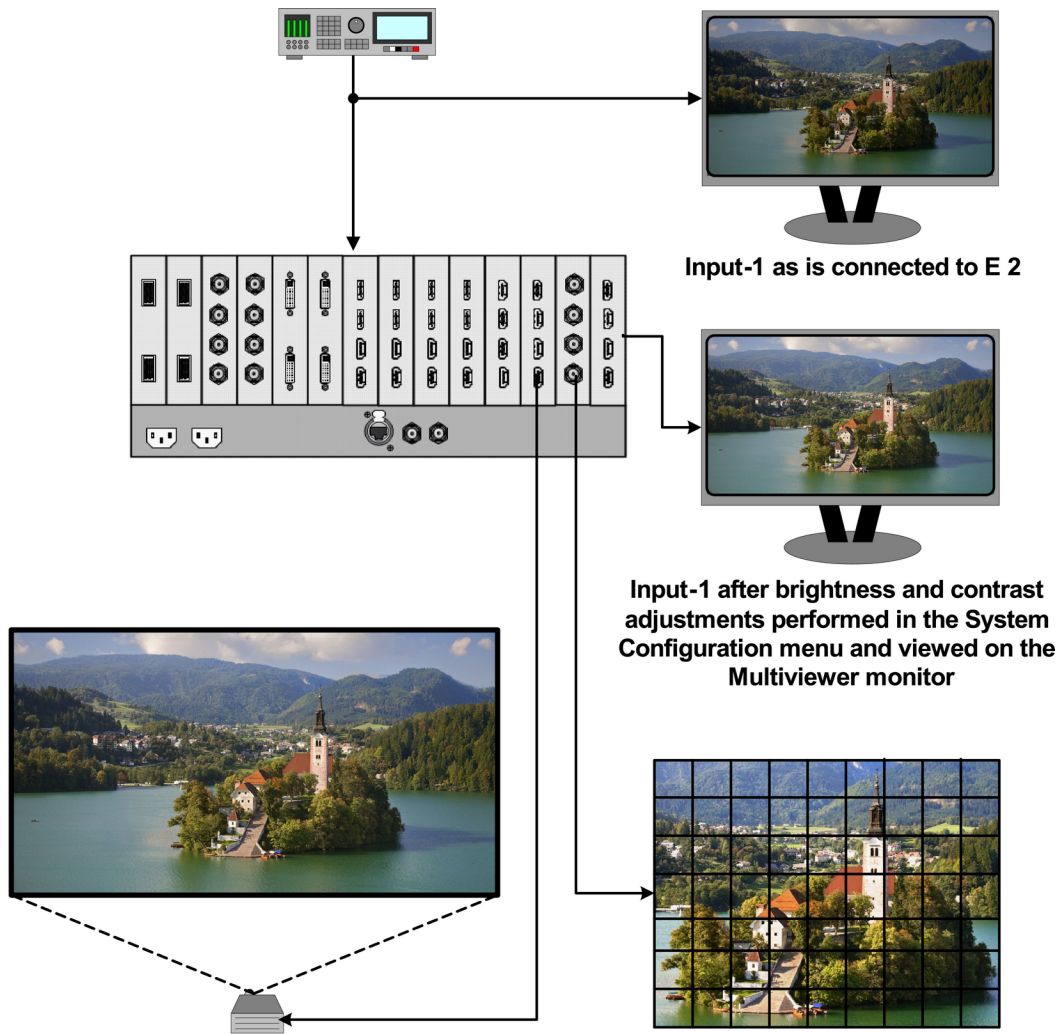 Input-1 as is connected to E 2
Input-1 after brightness and contrast
adjustments performed in the System
Configuration menu and viewed on the
Multiviewer monitor